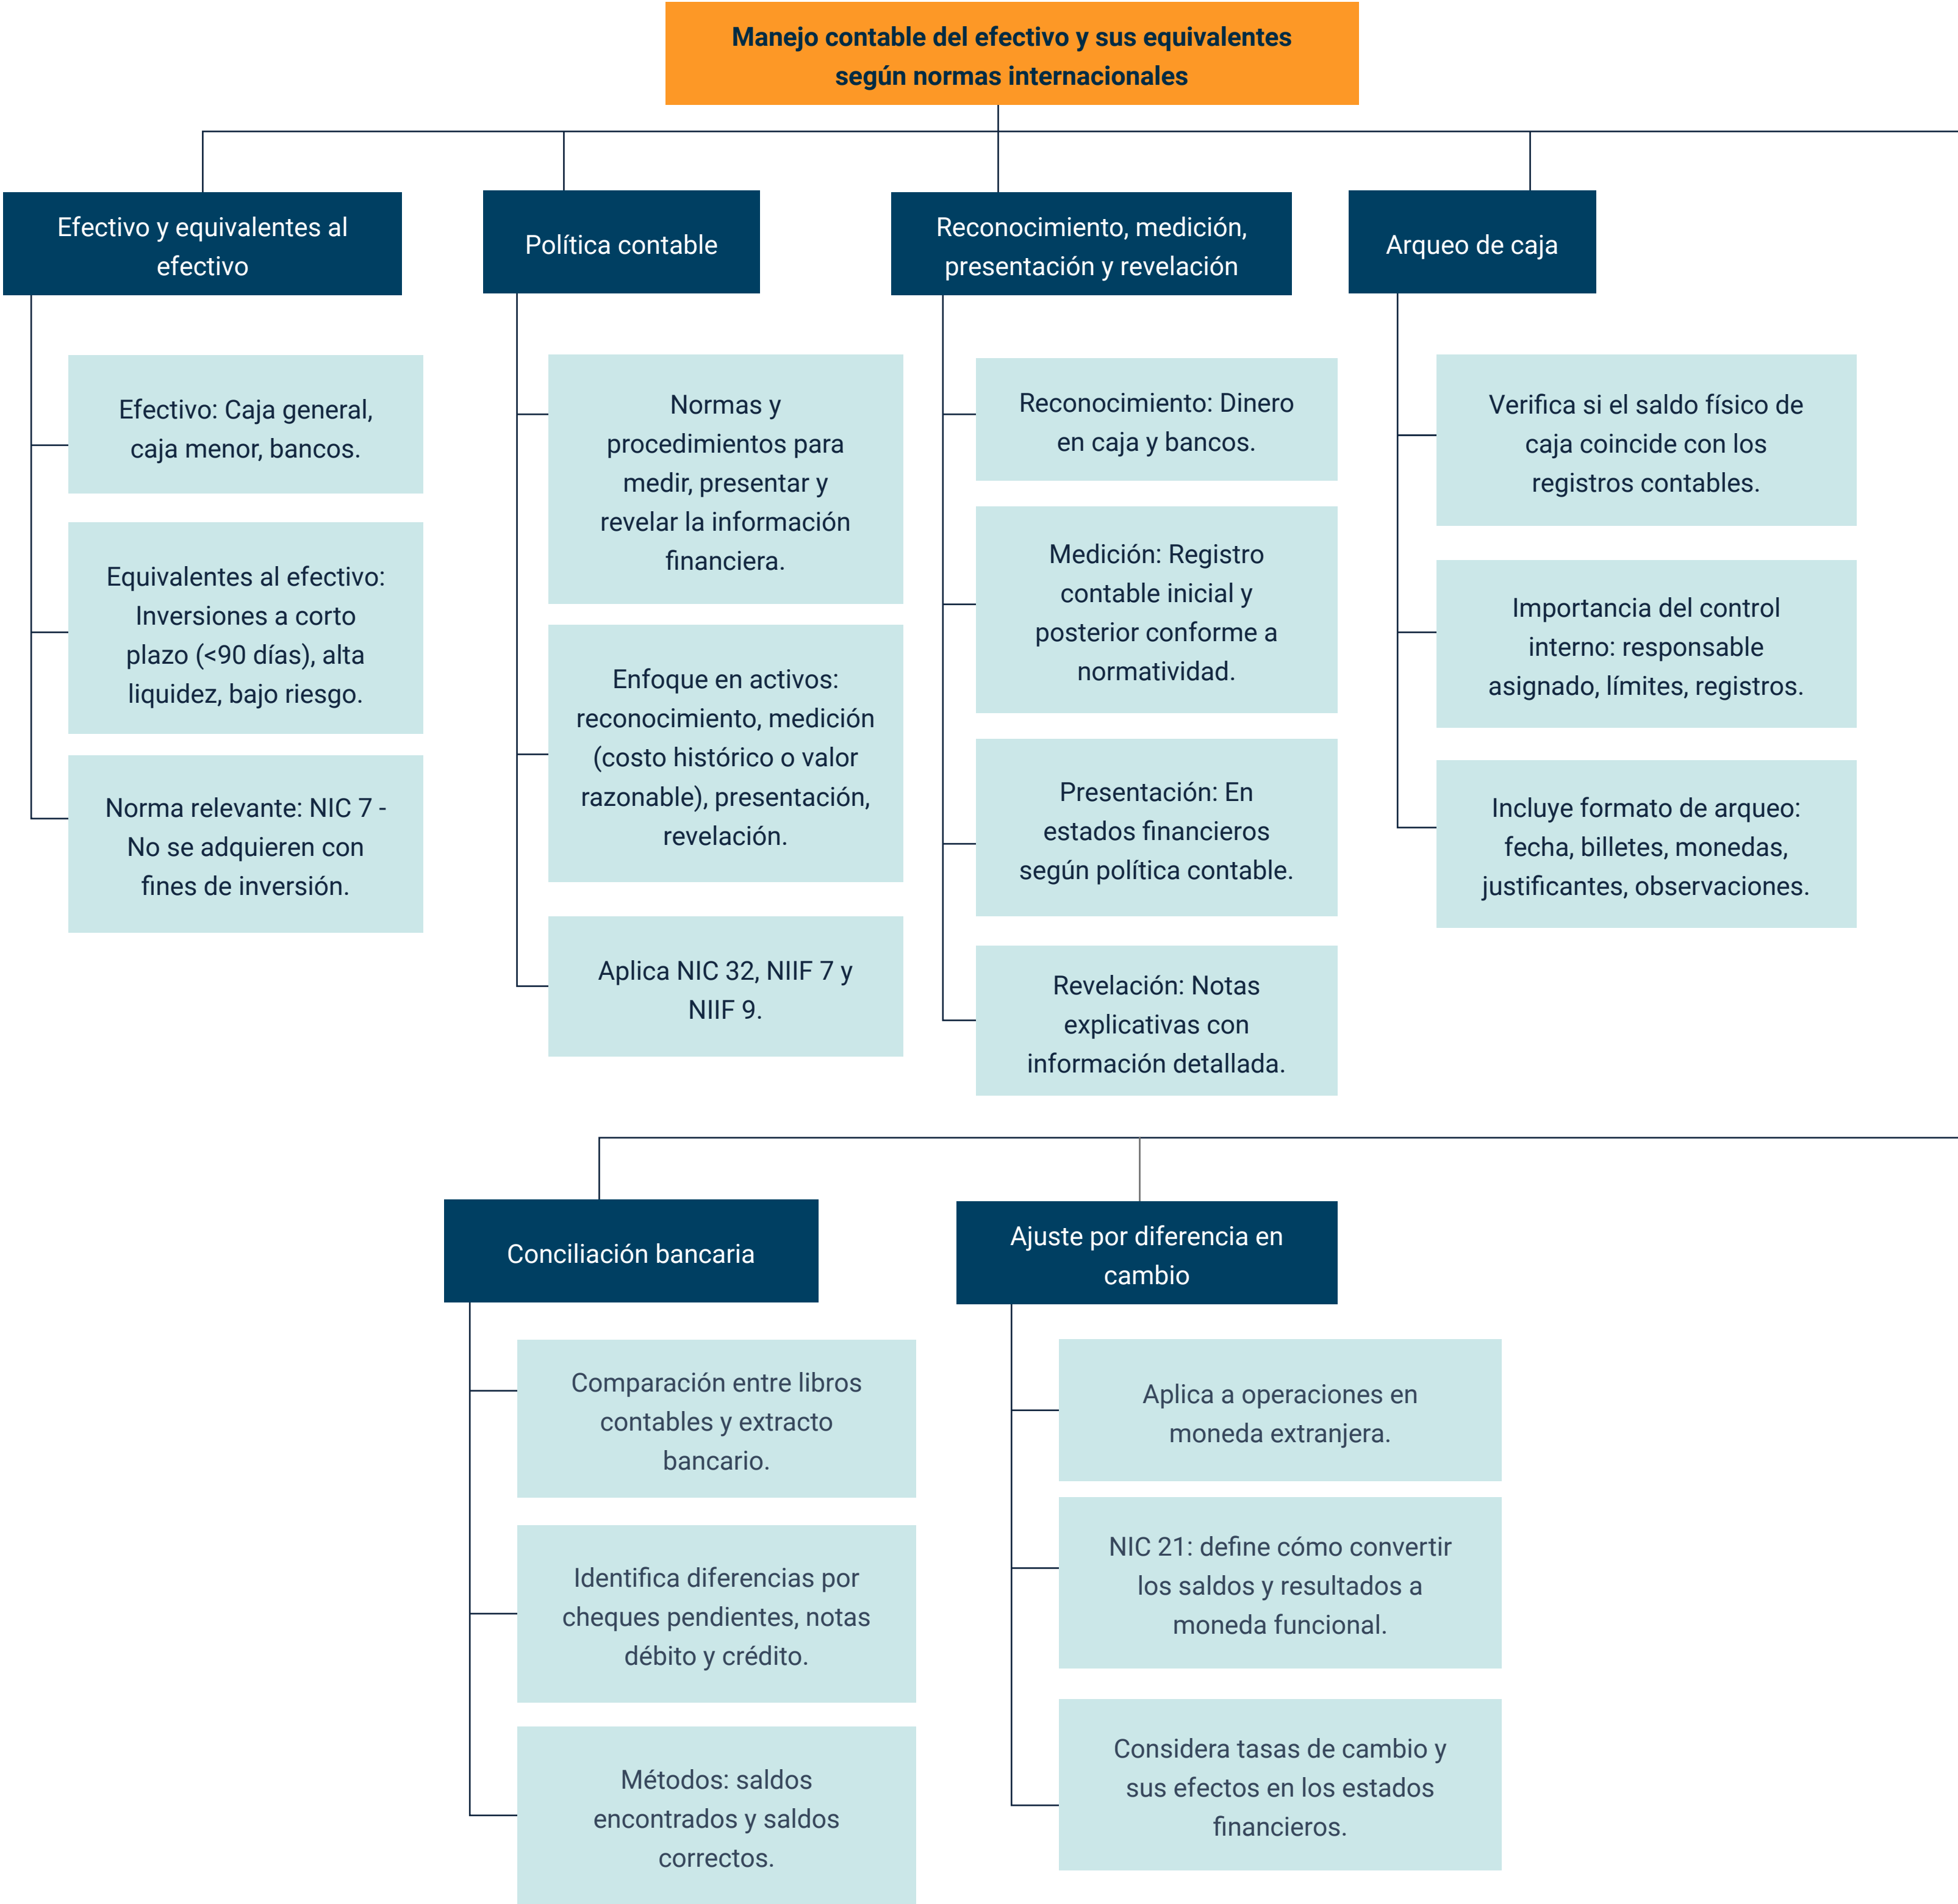 Manejo contable del efectivo y sus equivalentes
según normas internacionales
Efectivo y equivalentes al
efectivo
Efectivo: Caja general,
caja menor, bancos.
Equivalentes al efectivo:
Inversiones a corto
plazo (<90 días), alta
liquidez, bajo riesgo.
Norma relevante: NIC 7 -
No se adquieren con
fines de inversión.
Política contable
Normas y
procedimientos para
medir, presentar y
revelar la información
financiera.
Enfoque en activos:
reconocimiento, medición
(costo histórico o valor
razonable), presentación,
revelación.
Aplica NIC 32, NIIF 7 y
NIIF 9.
Reconocimiento, medición,
presentación y revelación
Reconocimiento: Dinero
en caja y bancos.
Medición: Registro
contable inicial y
posterior conforme a
normatividad.
Presentación: En
estados financieros
según política contable.
Revelación: Notas
explicativas con
información detallada.
Arqueo de caja
Verifica si el saldo físico de
caja coincide con los
registros contables.
Importancia del control
interno: responsable
asignado, límites, registros.
Incluye formato de arqueo:
fecha, billetes, monedas,
justificantes, observaciones.
Conciliación bancaria
Comparación entre libros
contables y extracto
bancario.
Identifica diferencias por
cheques pendientes, notas
débito y crédito.
Métodos: saldos
encontrados y saldos
correctos.
Ajuste por diferencia en
cambio
Aplica a operaciones en
moneda extranjera.
NIC 21: define cómo convertir
los saldos y resultados a
moneda funcional.
Considera tasas de cambio y
sus efectos en los estados
financieros.